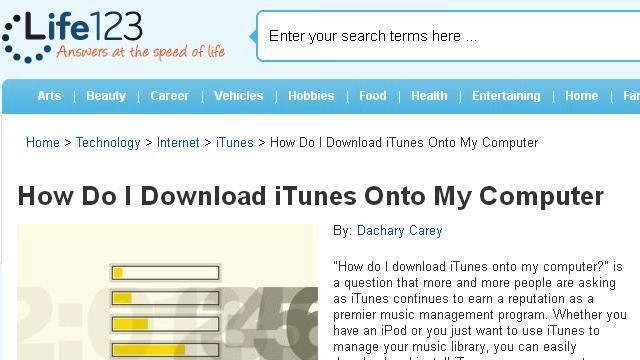 Life123
Answers at the speed of life
Enter your search terms here ...
Arts | Beauty | Career | Vehicles | Hobbies | Food | Health | Entertaining | Home | Fa
Home > Technology > Internet > iTunes > How Do I Download iTunes Onto My Computer
How Do I Download iTunes Onto My Computer
By: Dachary Carey
"How do I download iTunes onto my computer?" is
a question that more and more people are asking
as iTunes continues to earn a reputation as a
premier music management program. Whether you
have an iPod or you just want to use iTunes to
manage your music library, you can easily